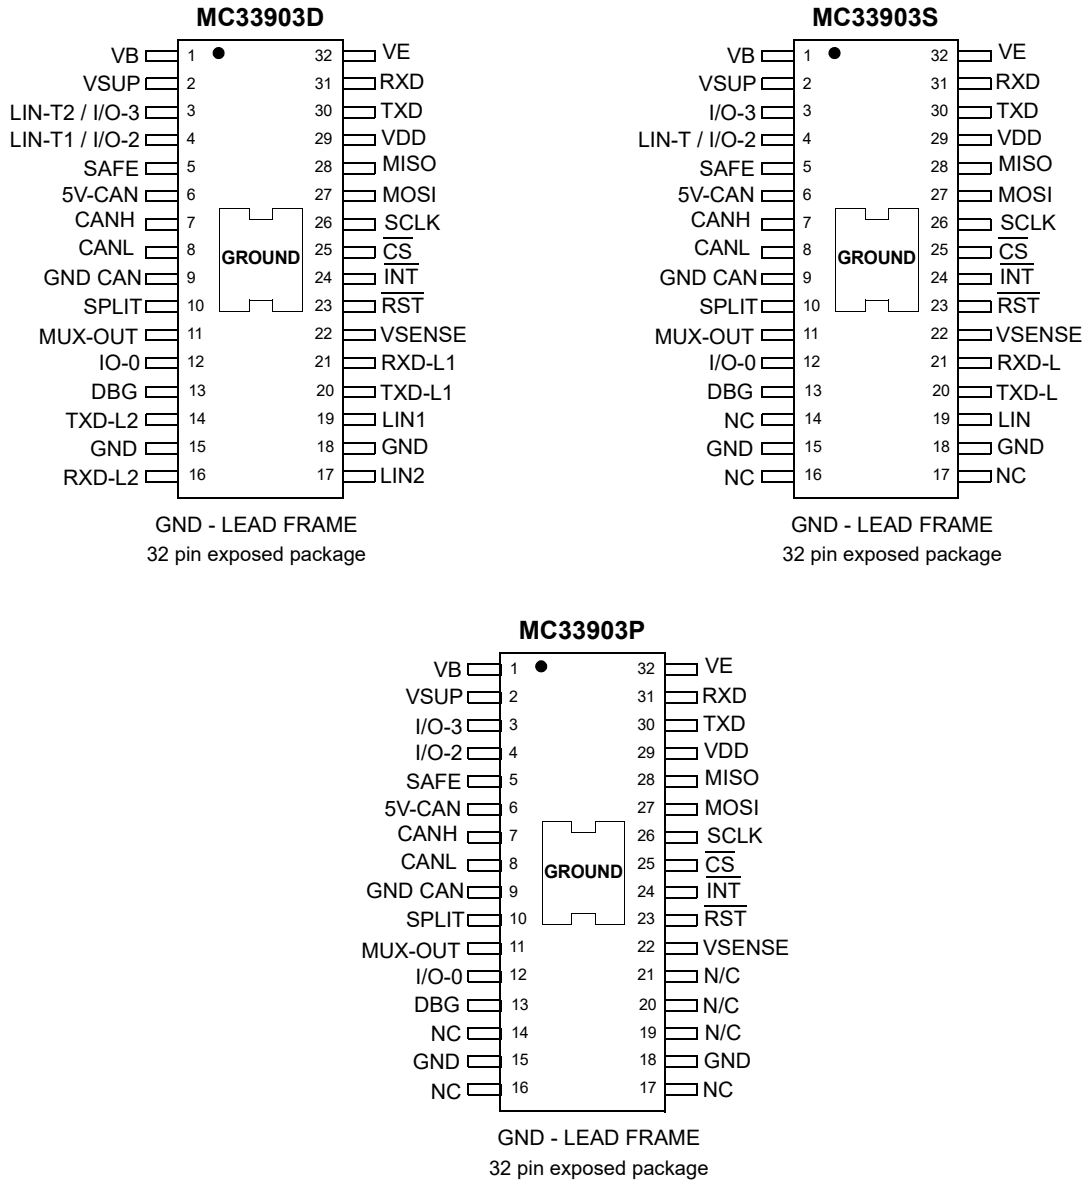 MC33903D
VB 1 32 VE
VSUP 2 31 RXD
LIN-T2 / I/O-3 3 30 TXD
LIN-T1 / I/O-2 4 29 VDD
SAFE 5 28 MISO
5V-CAN 6 27 MOSI
CANH 7 26 SCLK
CANL 8 25 CS
GROUND
GND CAN 9 24 INT
SPLIT 10 23 RST
MUX-OUT 11 22 VSENSE
IO-0 12 21 RXD-L1
DBG 13 20 TXD-L1
TXD-L2 14 19 LIN1
GND 15 18 GND
RXD-L2 16 17 LIN2
GND - LEAD FRAME
32 pin exposed package
MC33903S
VB 1 32 VE
VSUP 2 31 RXD
I/O-3 3 30 TXD
LIN-T / I/O-2 4 29 VDD
SAFE 5 28 MISO
5V-CAN 6 27 MOSI
CANH 7 26 SCLK
CANL 8 25 CS
GROUND
GND CAN 9 24 INT
SPLIT 10 23 RST
MUX-OUT 11 22 VSENSE
I/O-0 12 21 RXD-L
DBG 13 20 TXD-L
NC 14 19 LIN
GND 15 18 GND
NC 16 17 NC
GND - LEAD FRAME
32 pin exposed package
MC33903P
VB 1 32 VE
VSUP 2 31 RXD
I/O-3 3 30 TXD
I/O-2 4 29 VDD
SAFE 5 28 MISO
5V-CAN 6 27 MOSI
CANH 7 26 SCLK
CANL 8 25 CS
GROUND
GND CAN 9 24 INT
SPLIT 10 23 RST
MUX-OUT 11 22 VSENSE
I/O-0 12 21 N/C
DBG 13 20 N/C
NC 14 19 N/C
GND 15 18 GND
NC 16 17 NC
GND - LEAD FRAME
32 pin exposed package